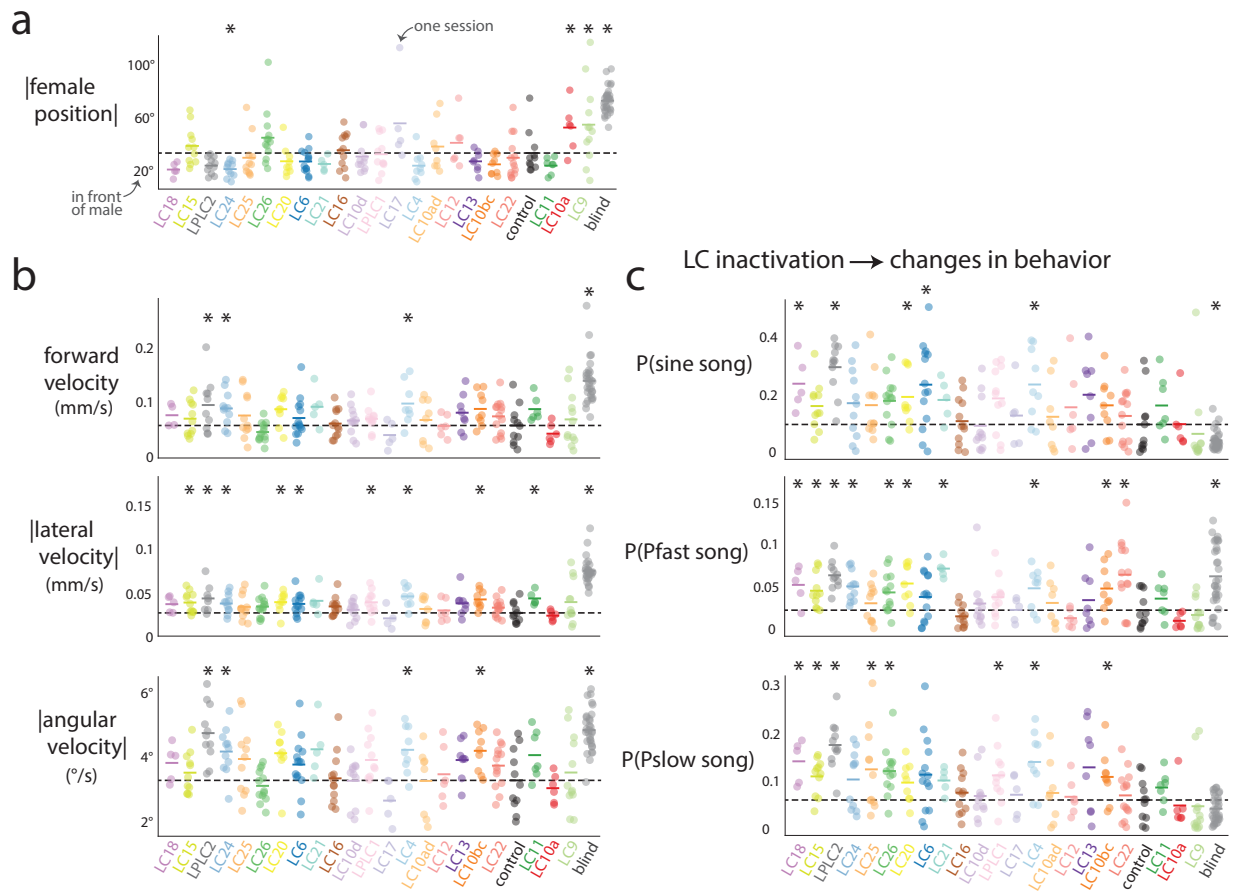 a
*
one session
* * *
100°
|female
position|
60°
20°
in front
of male
LC18
LC15
LPLC2
LC24
LC25
LC26
LC20
LC6
LC21
LC16
LC10d
LPLC1
LC17
LC4
LC10ad
LC12
LC13
LC10bc
LC22
control
LC11
LC10a
LC9
blind
LC inactivation → changes in behavior
b
* * * *
forward
velocity
(mm/s)
0.2
0.1
0
* * * * * * * * * *
|lateral
velocity|
(mm/s)
0.15
0.1
0.05
0
* * * * *
|angular
velocity|
(°/s)
6°
4°
2°
LC18
LC15
LPLC2
LC24
LC25
LC26
LC20
LC6
LC21
LC16
LC10d
LPLC1
LC17
LC4
LC10ad
LC12
LC13
LC10bc
LC22
control
LC11
LC10a
LC9
blind
c
* * * * * *
P(sine song)
0.4
0.2
0
* * * * * * * * * * *
P(Pfast song)
0.15
0.10
0.05
0
* * * * * * * *
P(Pslow song)
0.3
0.2
0.1
0
LC18
LC15
LPLC2
LC24
LC25
LC26
LC20
LC6
LC21
LC16
LC10d
LPLC1
LC17
LC4
LC10ad
LC12
LC13
LC10bc
LC22
control
LC11
LC10a
LC9
blind